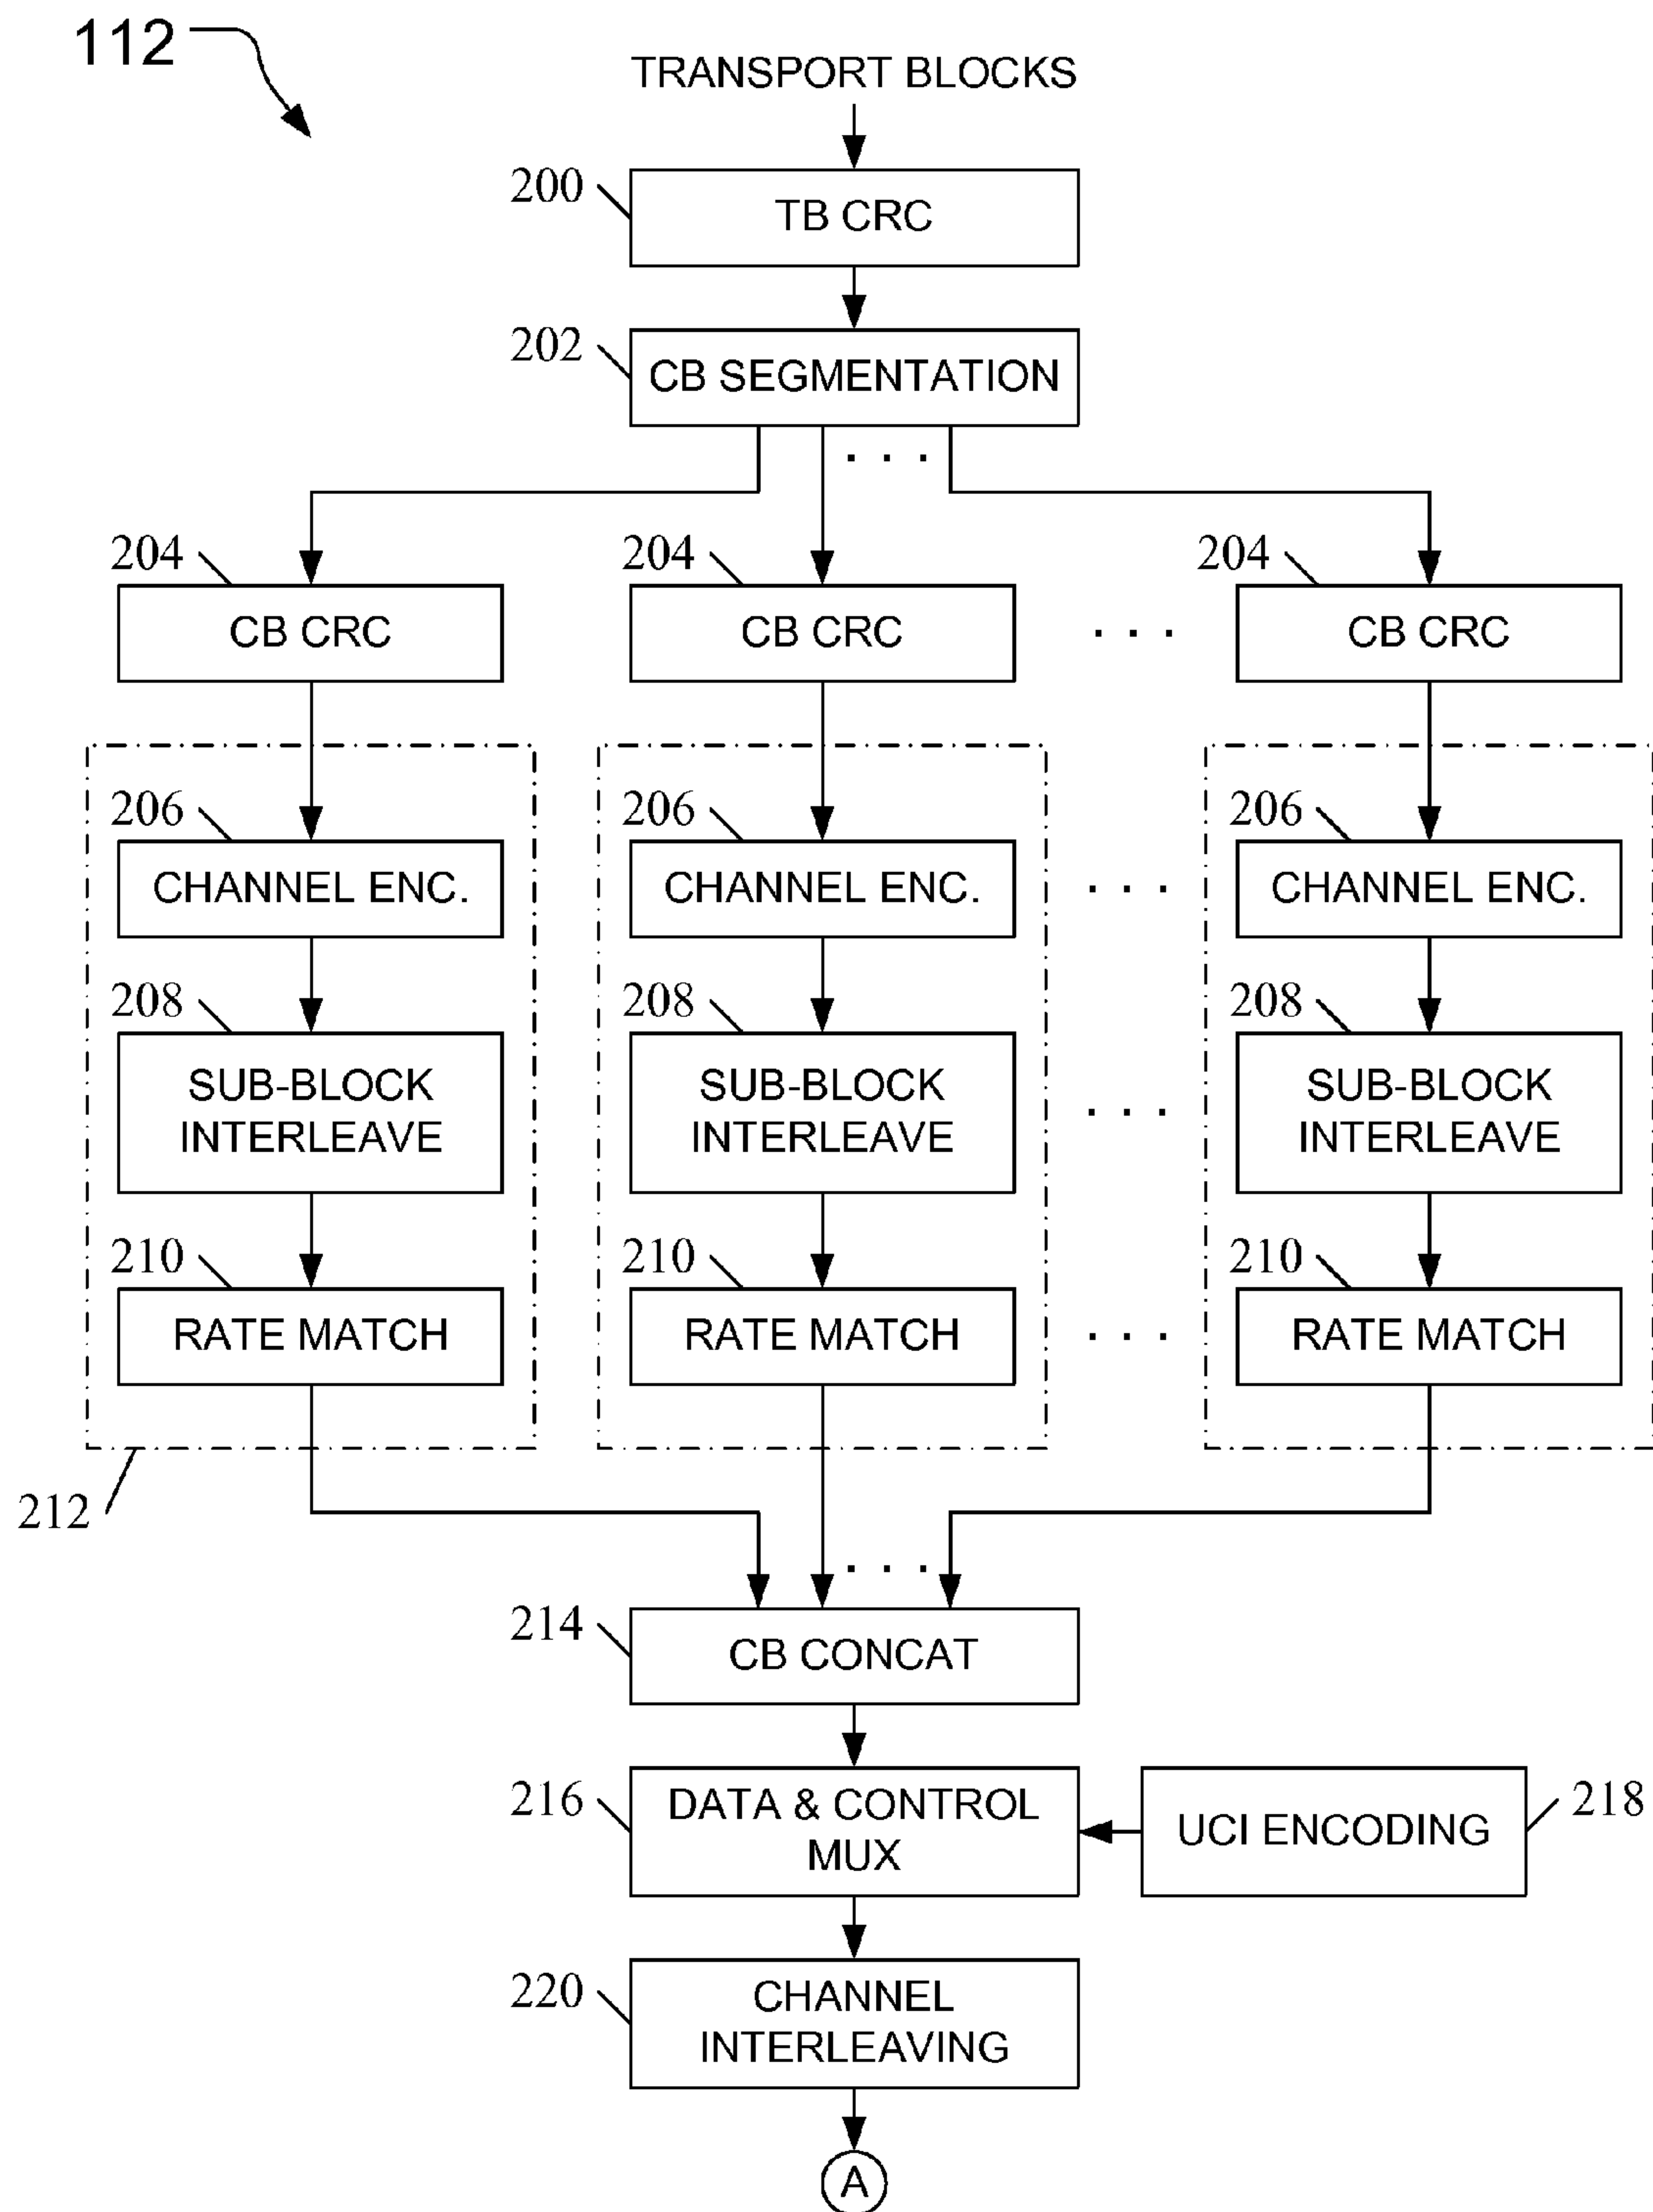 112
TRANSPORT BLOCKS
200
TB CRC
202
CB SEGMENTATION
. . .
204
204
204
CB CRC
CB CRC
. . .
CB CRC
206
206
206
CHANNEL ENC.
CHANNEL ENC.
. . .
CHANNEL ENC.
208
208
208
SUB-BLOCK
INTERLEAVE
SUB-BLOCK
INTERLEAVE
. . .
SUB-BLOCK
INTERLEAVE
210
210
210
RATE MATCH
RATE MATCH
. . .
RATE MATCH
212
. . .
214
CB CONCAT
216
DATA & CONTROL
MUX
UCI ENCODING
218
220
CHANNEL
INTERLEAVING
A